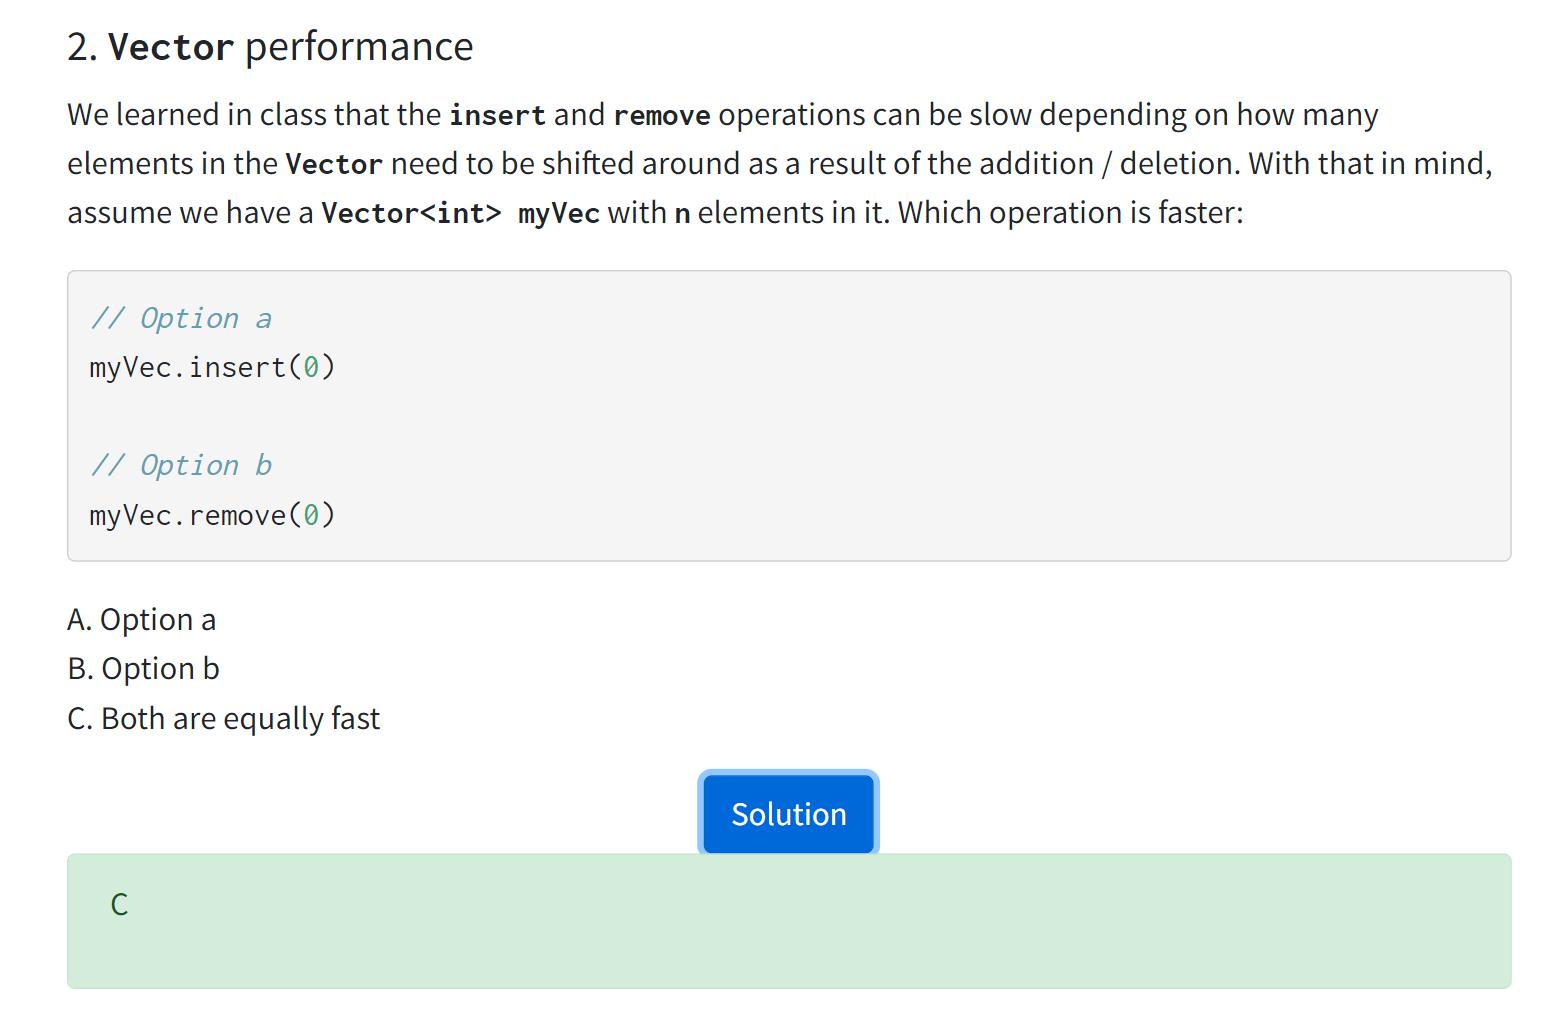 2. Vector performance
We learned in class that the insert and remove operations can be slow depending on how many
elements in the Vector need to be shifted around as a result of the addition / deletion. With that in mind,
assume we have a Vector<int> myVec with n elements in it. Which operation is faster:
// Option a
myVec.insert(0)
// Option b
myVec.remove(0)
A. Option a
B. Option b
C. Both are equally fast
Solution
C